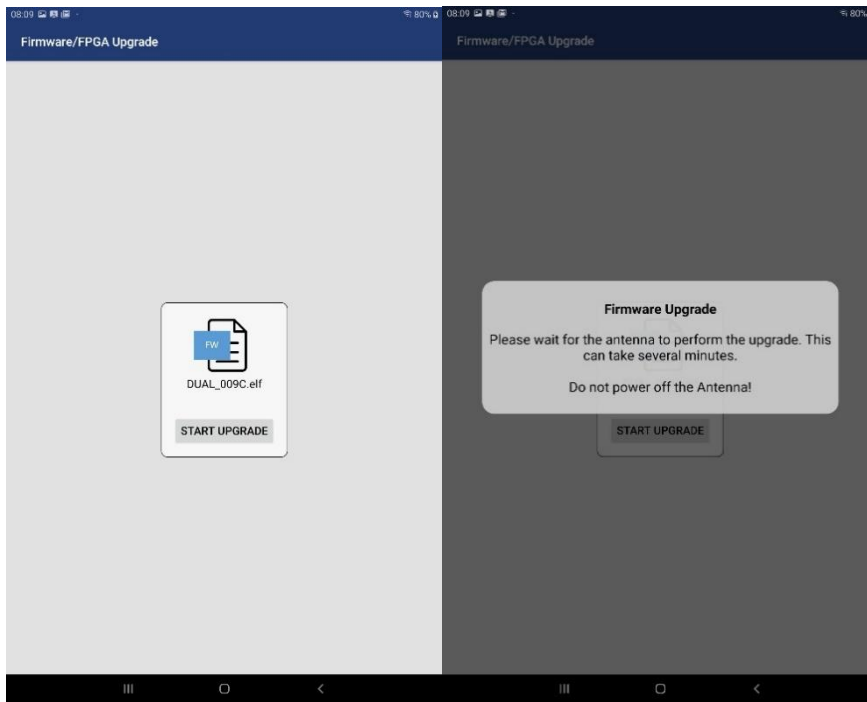 08:09
80%
Firmware/FPGA Upgrade
FW
DUAL_009C.elf
START UPGRADE
08:09
80%
Firmware/FPGA Upgrade
Firmware Upgrade
Please wait for the antenna to perform the upgrade. This
can take several minutes.
Do not power off the Antenna!
START UPGRADE